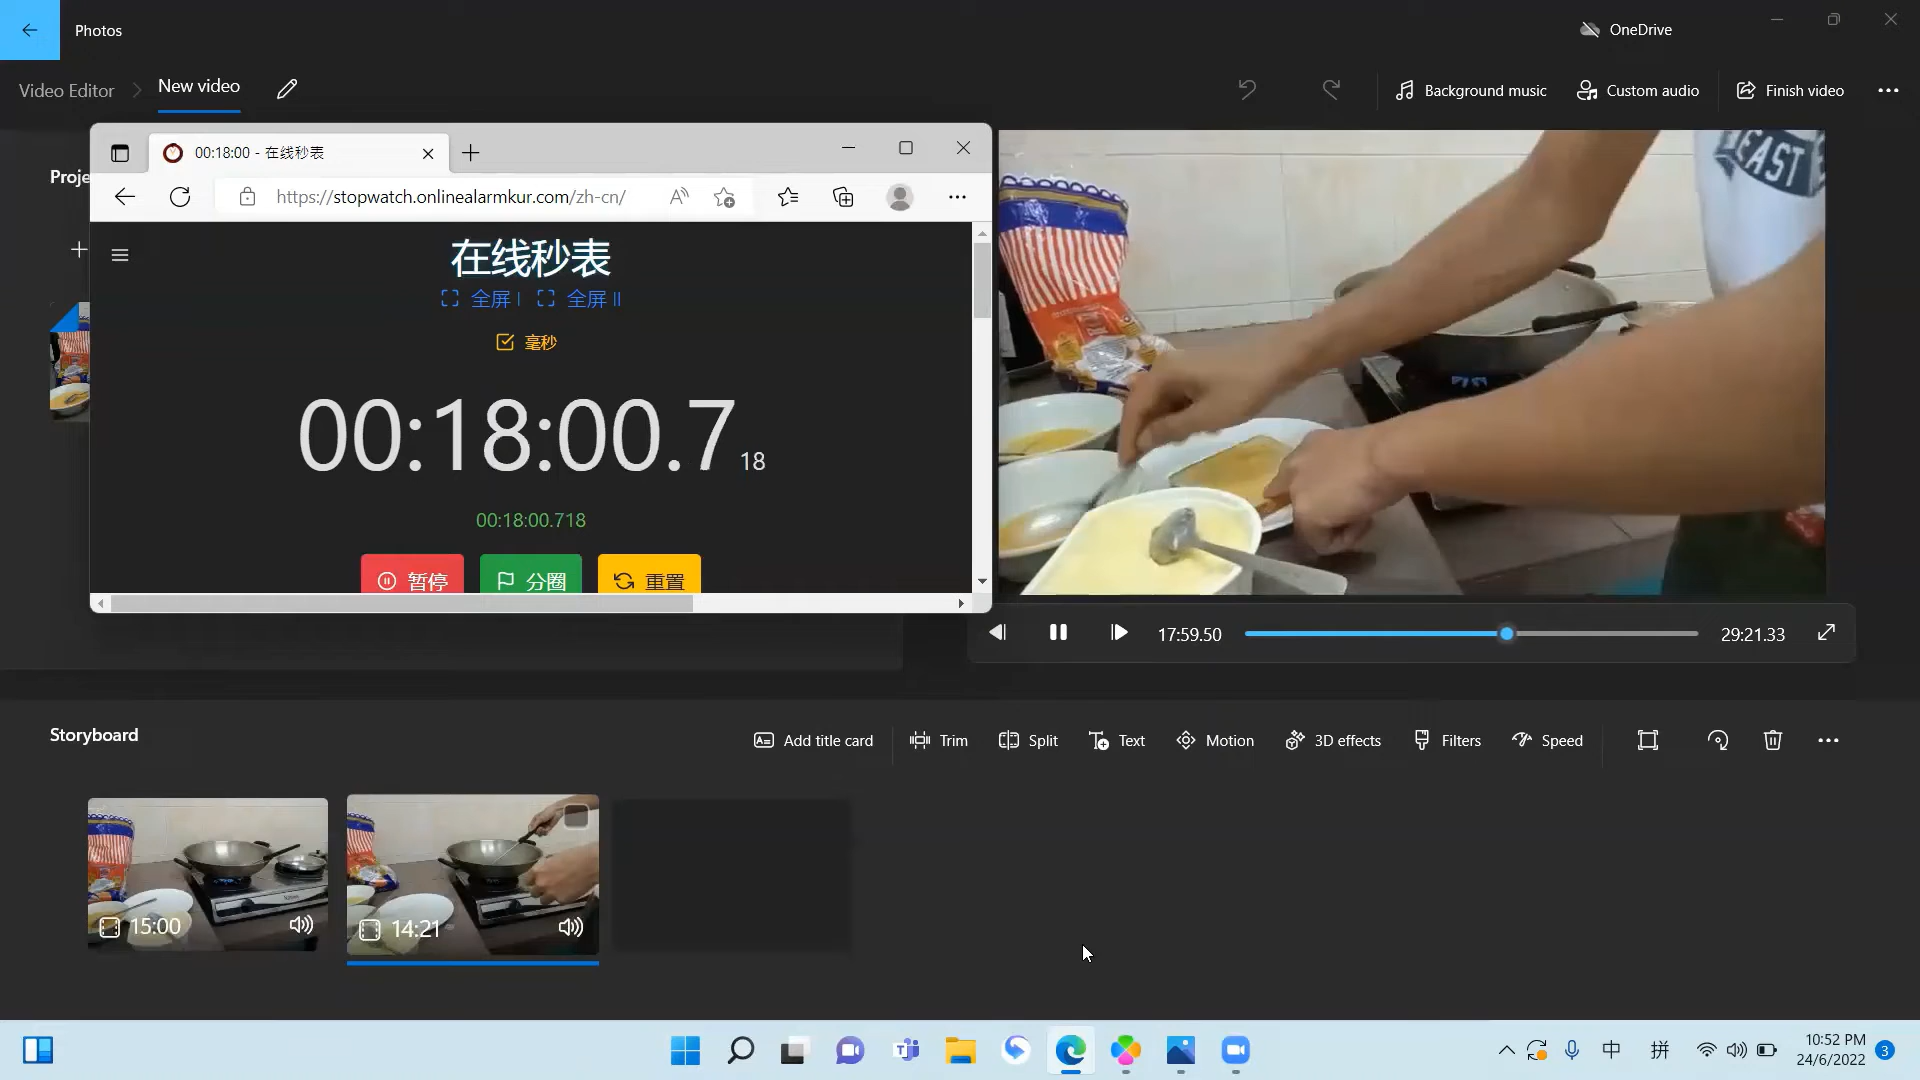 Photos
OneDrive
Video Editor
New video
Background music
Custom audio
Finish video
00:18:00 - 在线秒表
https://stopwatch.onlinealarmkur.com/zh-cn/
Proje
在线秒表
全屏 I
全屏 II
毫秒
00:18:00.718
00:18:00.718
暂停
分圈
重置
EAST
17:59.50
29:21.33
Storyboard
Add title card
Trim
Split
Text
Motion
3D effects
Filters
Speed
15:00
14:21
中
拼
10:52 PM
24/6/2022
3